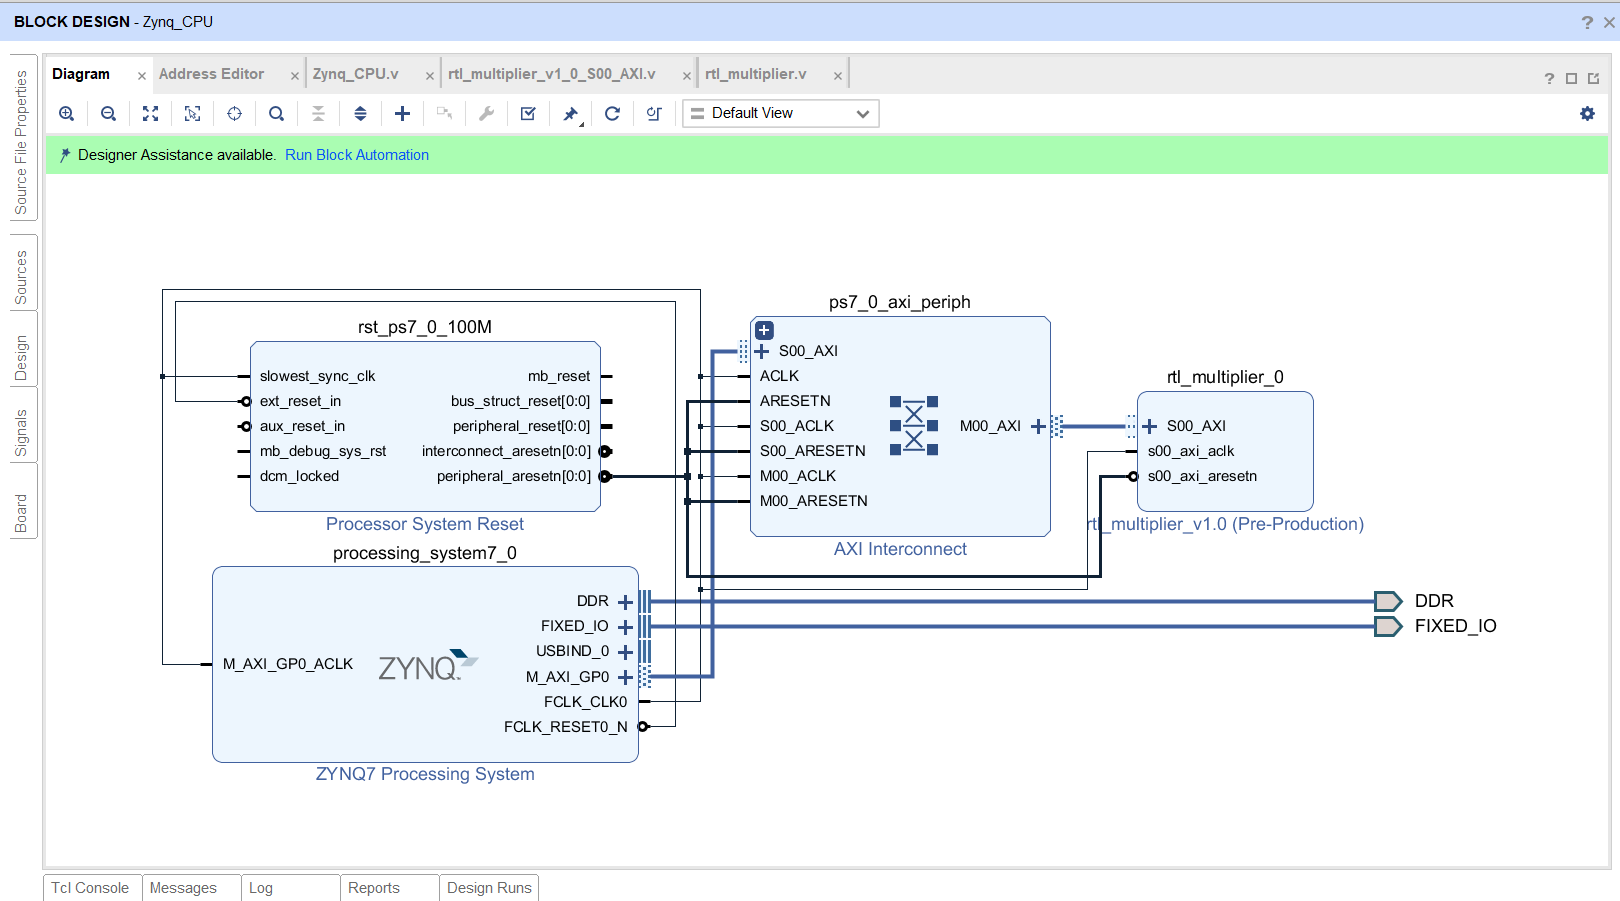 BLOCK DESIGN - Zynq_CPU
? ×
Source File Properties
Sources
Design
Signals
Board
Diagram × Address Editor × Zynq_CPU.v × rtl_multiplier_v1_0_S00_AXI.v × rtl_multiplier.v ×
?
Default View
Designer Assistance available. Run Block Automation
rst_ps7_0_100M
slowest_sync_clk mb_reset
ext_reset_in bus_struct_reset[0:0]
aux_reset_in peripheral_reset[0:0]
mb_debug_sys_rst interconnect_aresetn[0:0]
dcm_locked peripheral_aresetn[0:0]
Processor System Reset
ps7_0_axi_periph
S00_AXI
ACLK
ARESETN
S00_ACLK M00_AXI
S00_ARESETN
M00_ACLK
M00_ARESETN
AXI Interconnect
rtl_multiplier_0
S00_AXI
s00_axi_aclk
s00_axi_aresetn
rtl_multiplier_v1.0 (Pre-Production)
processing_system7_0
DDR
FIXED_IO
USBIND_0
M_AXI_GP0_ACLK ZYNQ M_AXI_GP0
FCLK_CLK0
FCLK_RESET0_N
ZYNQ7 Processing System
DDR
FIXED_IO
Tcl Console Messages Log Reports Design Runs